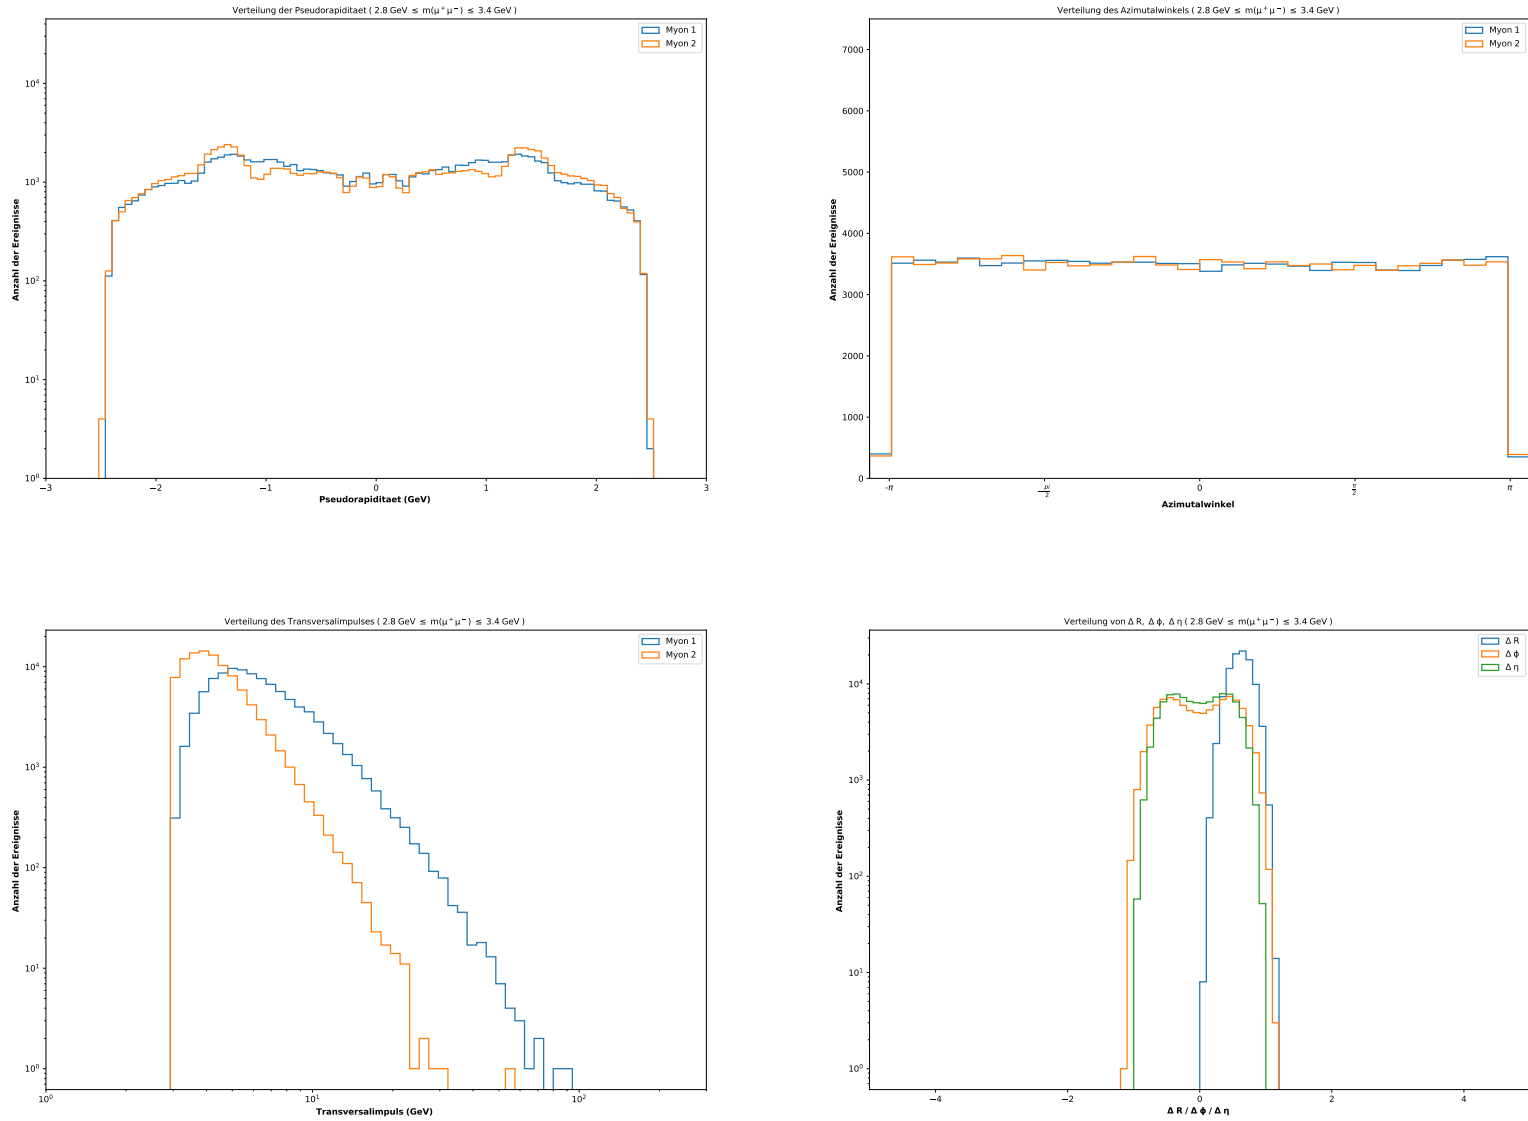 Verteilung der Pseudorapiditaet ( 2.8 GeV ≤ m(μ⁺μ⁻) ≤ 3.4 GeV )
Myon 1
Myon 2
Anzahl der Ereignisse
10⁴
10³
10²
10¹
10⁰
−3 −2 −1 0 1 2 3
Pseudorapiditaet (GeV)
Verteilung des Azimutalwinkels ( 2.8 GeV ≤ m(μ⁺μ⁻) ≤ 3.4 GeV )
Myon 1
Myon 2
Anzahl der Ereignisse
7000
6000
5000
4000
3000
2000
1000
0
-π −pi/2 0 π/2 π
Azimutalwinkel
Verteilung des Transversalimpulses ( 2.8 GeV ≤ m(μ⁺μ⁻) ≤ 3.4 GeV )
Myon 1
Myon 2
Anzahl der Ereignisse
10⁴
10³
10²
10¹
10⁰
10⁰ 10¹ 10²
Transversalimpuls (GeV)
Verteilung von Δ R, Δ ϕ, Δ η ( 2.8 GeV ≤ m(μ⁺μ⁻) ≤ 3.4 GeV )
Δ R
Δ ϕ
Δ η
Anzahl der Ereignisse
10⁴
10³
10²
10¹
10⁰
−4 −2 0 2 4
Δ R / Δ ϕ / Δ η